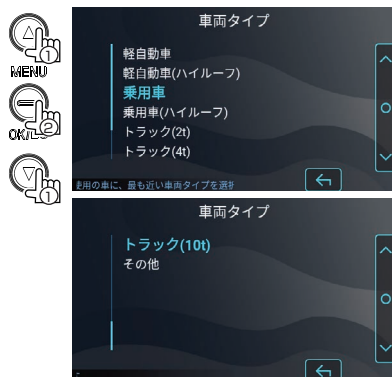 MENU
車両タイプ
軽自動車
軽自動車(ハイルーフ)
乗用車
乗用車(ハイルーフ)
トラック(2t)
トラック(4t)
使用の車に、最も近い車両タイプを選択
①
②
①
車両タイプ
トラック(10t)
その他